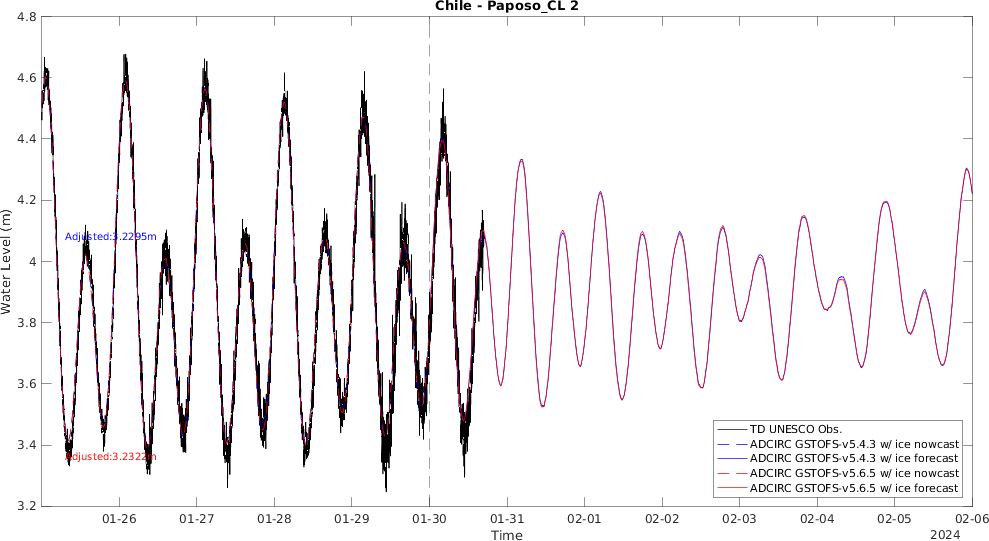 Chile - Paposo_CL 2
Water Level (m)
4.8
4.6
4.4
4.2
4
3.8
3.6
3.4
3.2
Adjusted:3.2295m
Adjusted:3.2322m
TD UNESCO Obs.
ADCIRC GSTOFS-v5.4.3 w/ ice nowcast
ADCIRC GSTOFS-v5.4.3 w/ ice forecast
ADCIRC GSTOFS-v5.6.5 w/ ice nowcast
ADCIRC GSTOFS-v5.6.5 w/ ice forecast
01-26 01-27 01-28 01-29 01-30 01-31 02-01 02-02 02-03 02-04 02-05 02-06
Time
2024